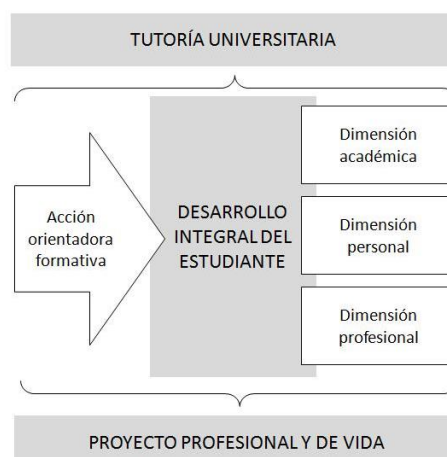 TUTORÍA UNIVERSITARIA
Acción
orientadora
formativa
DESARROLLO
INTEGRAL DEL
ESTUDIANTE
Dimensión
académica
Dimensión
personal
Dimensión
profesional
PROYECTO PROFESIONAL Y DE VIDA